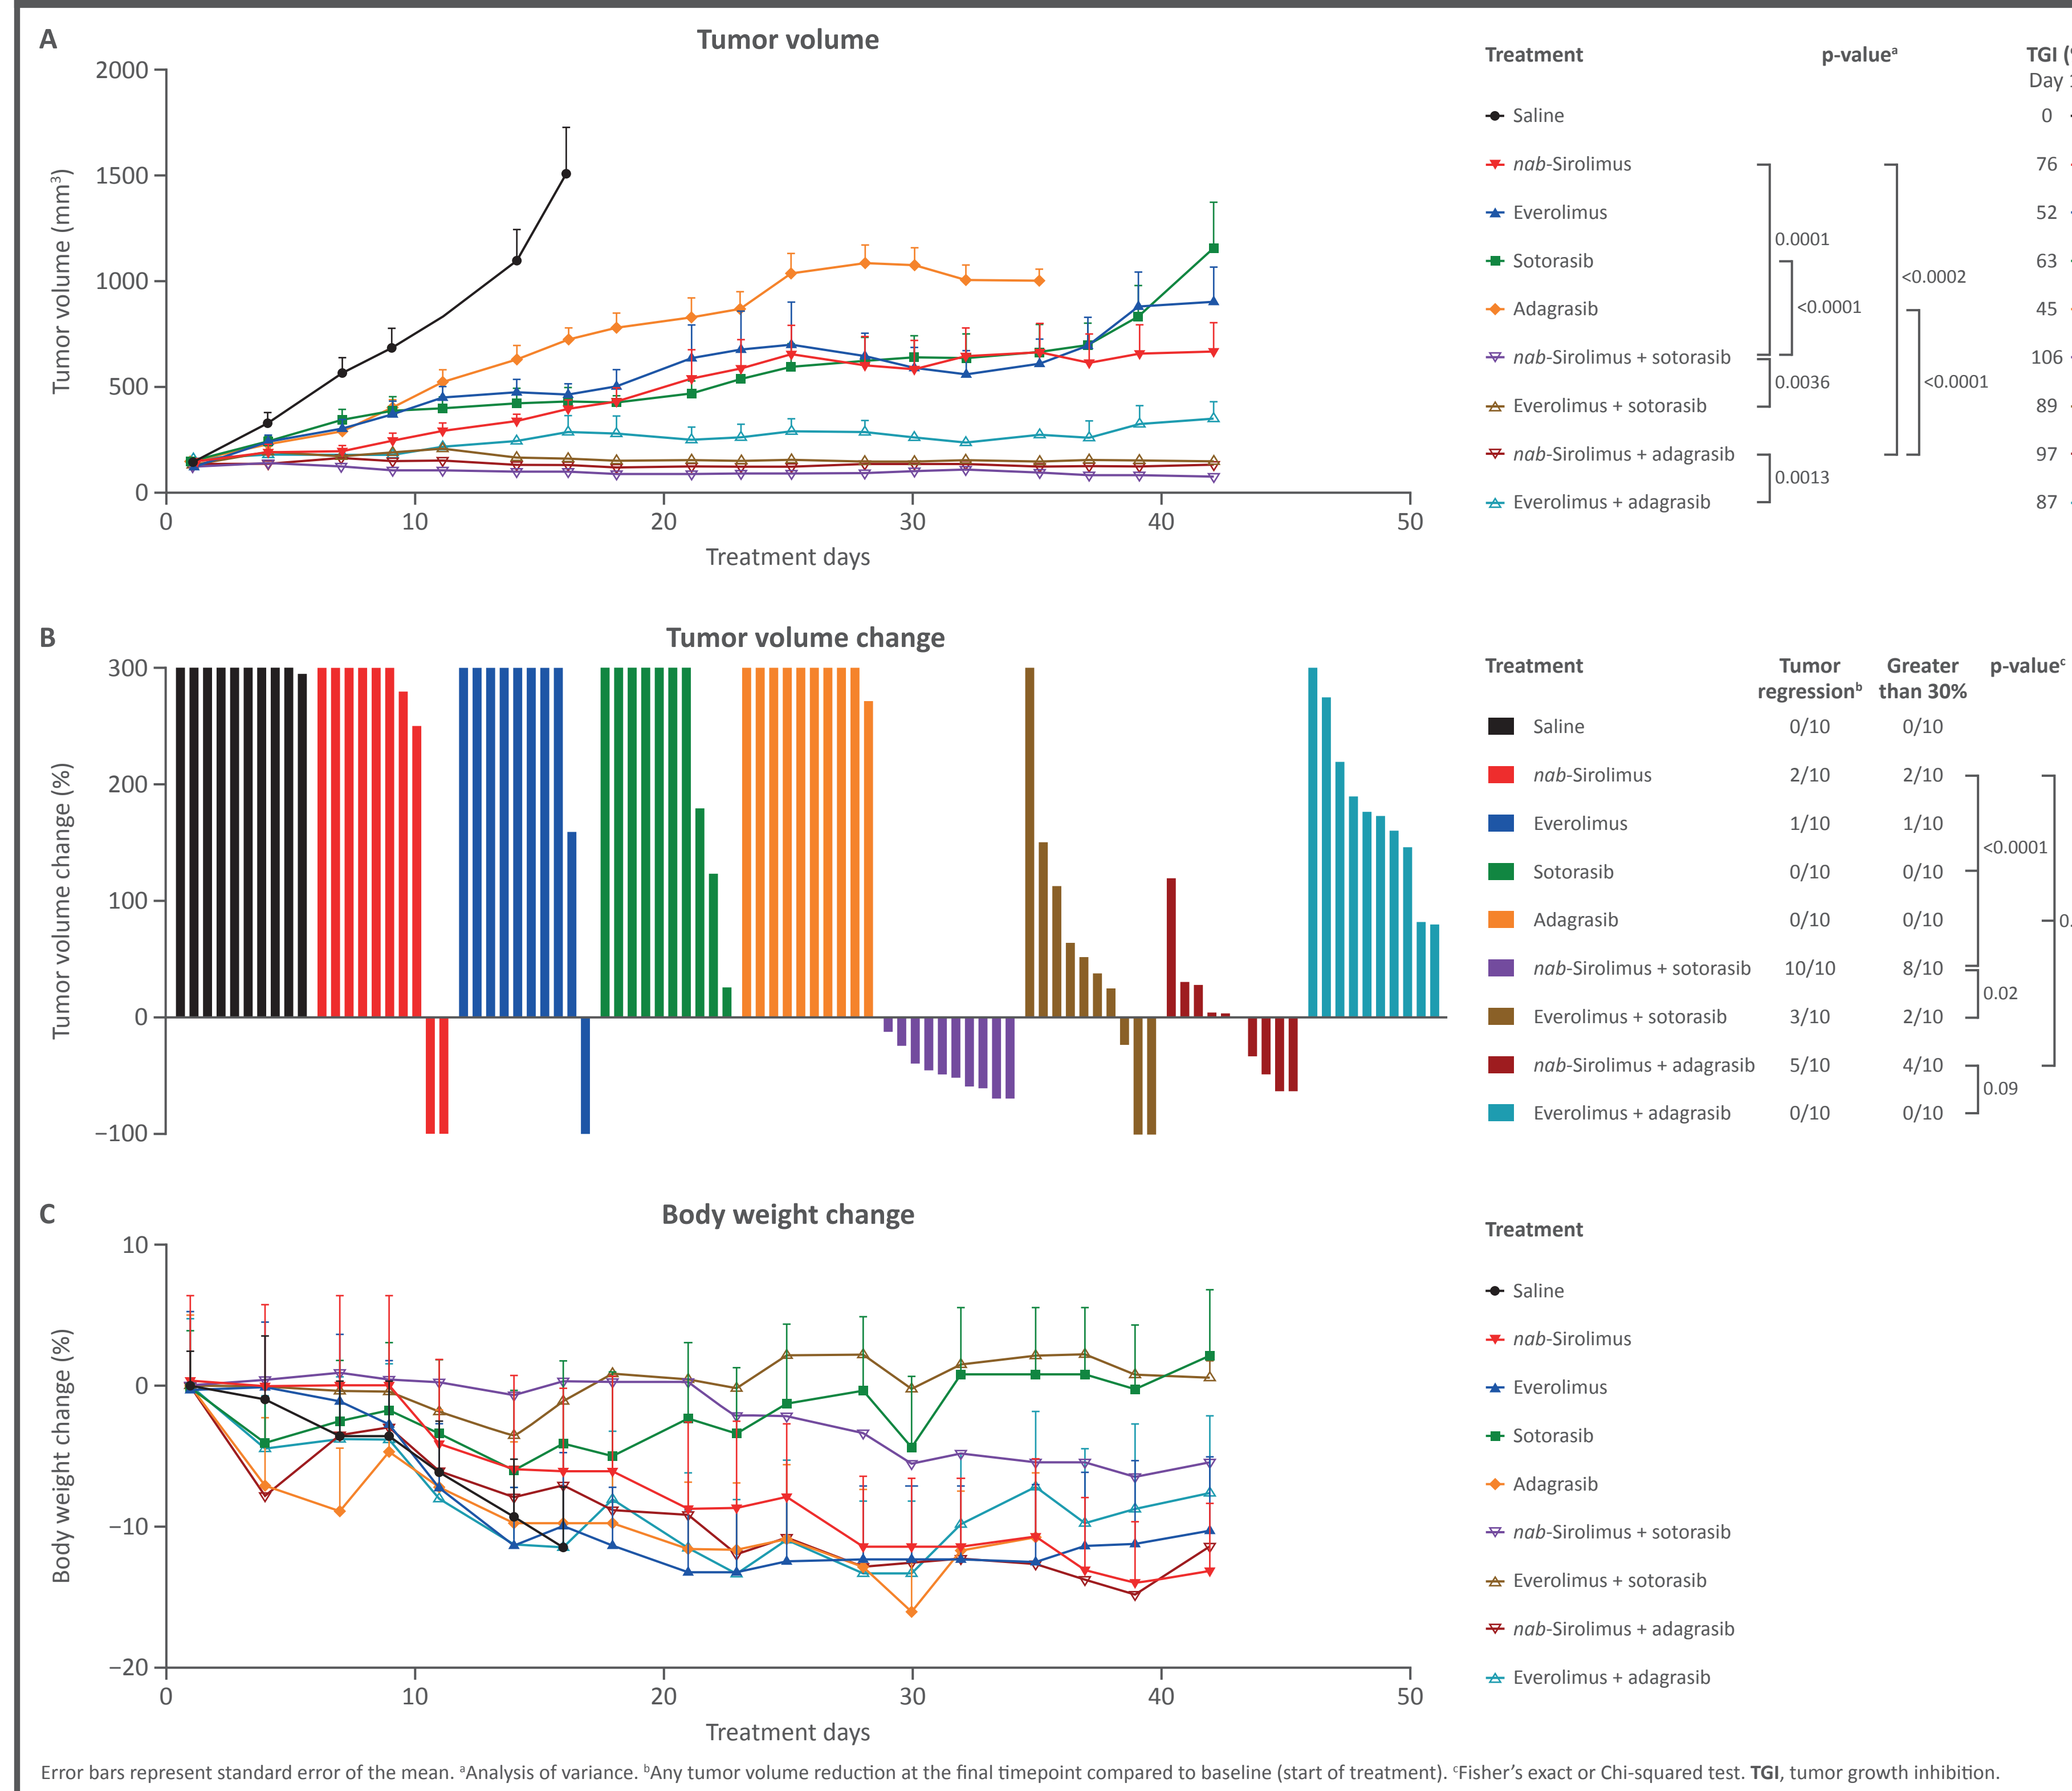 A
Tumor volume
Tumor volume (mm³)
2000
1500
1000
500
0
0 10 20 30 40 50
Treatment days
Treatment p-valueᵃ TGI (
Day
Saline 0
nab-Sirolimus 76
Everolimus 52
Sotorasib 63
Adagrasib 45
nab-Sirolimus + sotorasib 106
Everolimus + sotorasib 89
nab-Sirolimus + adagrasib 97
Everolimus + adagrasib 87
0.0001
<0.0002
<0.0001
0.0036
<0.0001
0.0013
B
Tumor volume change
Tumor volume change (%)
300
200
100
0
−100
Treatment Tumor regressionᵇ Greater than 30% p-valueᶜ
Saline 0/10 0/10
nab-Sirolimus 2/10 2/10
Everolimus 1/10 1/10
Sotorasib 0/10 0/10
Adagrasib 0/10 0/10
nab-Sirolimus + sotorasib 10/10 8/10
Everolimus + sotorasib 3/10 2/10
nab-Sirolimus + adagrasib 5/10 4/10
Everolimus + adagrasib 0/10 0/10
<0.0001
0.
0.02
0.09
C
Body weight change
Body weight change (%)
10
0
−10
−20
0 10 20 30 40 50
Treatment days
Treatment
Saline
nab-Sirolimus
Everolimus
Sotorasib
Adagrasib
nab-Sirolimus + sotorasib
Everolimus + sotorasib
nab-Sirolimus + adagrasib
Everolimus + adagrasib
Error bars represent standard error of the mean. ᵃAnalysis of variance. ᵇAny tumor volume reduction at the final timepoint compared to baseline (start of treatment). ᶜFisher's exact or Chi-squared test. TGI, tumor growth inhibition.